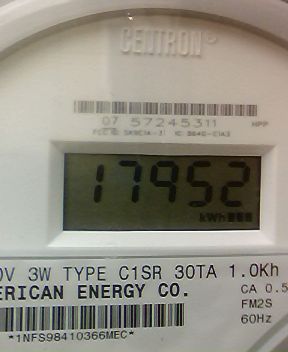 CENTRON®
07 57245311 HPP
17952
kWh
0V 3W TYPE C1SR 30TA 1.0Kh
ERICAN ENERGY CO. CA 0.5
FM2S
60Hz
*1NFS98410366MEC*